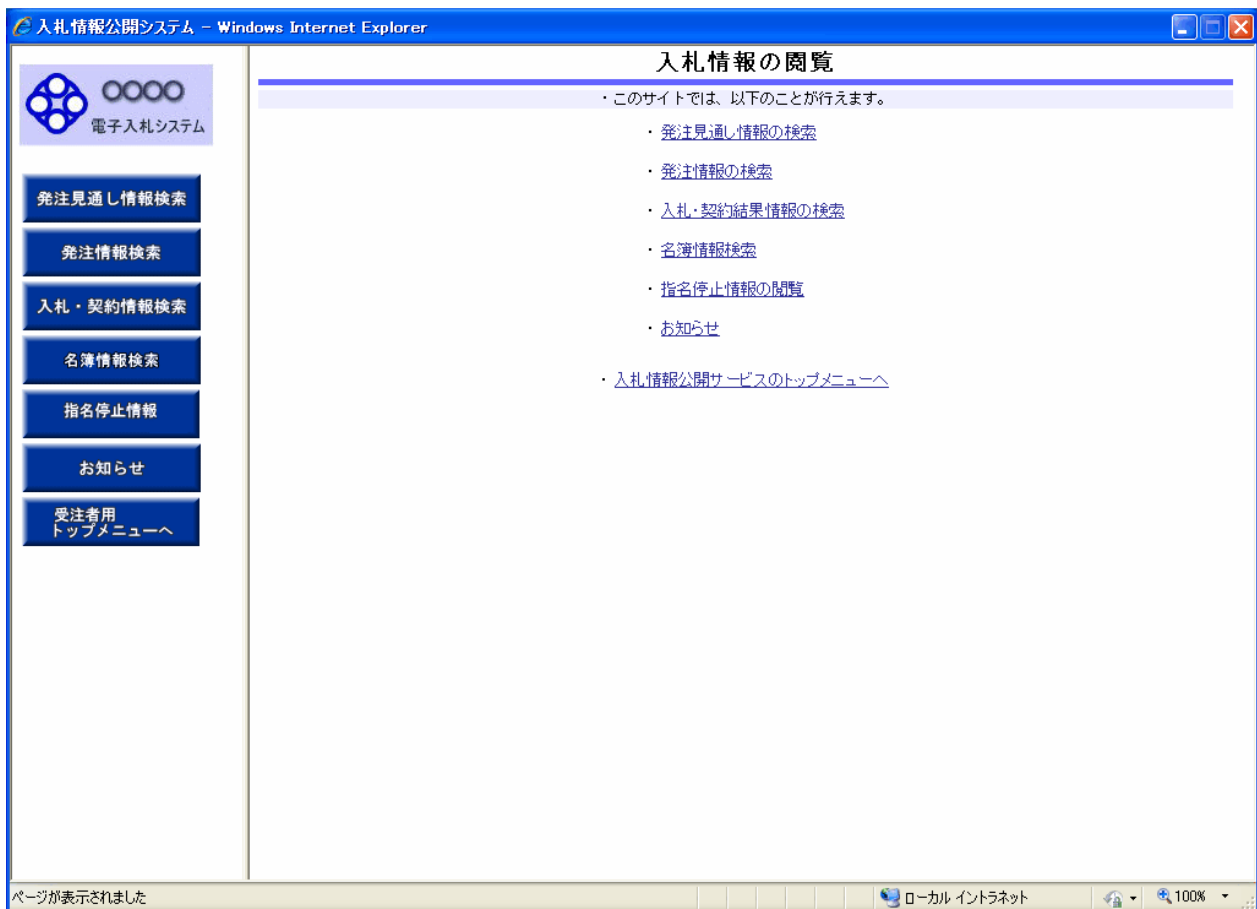 入札情報公開システム - Windows Internet Explorer
○○○○
電子入札システム
発注見通し情報検索
発注情報検索
入札・契約情報検索
名簿情報検索
指名停止情報
お知らせ
受注者用
トップメニューへ
入札情報の閲覧
・このサイトでは、以下のことが行えます。
・発注見通し情報の検索
・発注情報の検索
・入札・契約結果情報の検索
・名簿情報検索
・指名停止情報の閲覧
・お知らせ
・入札情報公開サービスのトップメニューへ
ページが表示されました
ローカル イントラネット
100%